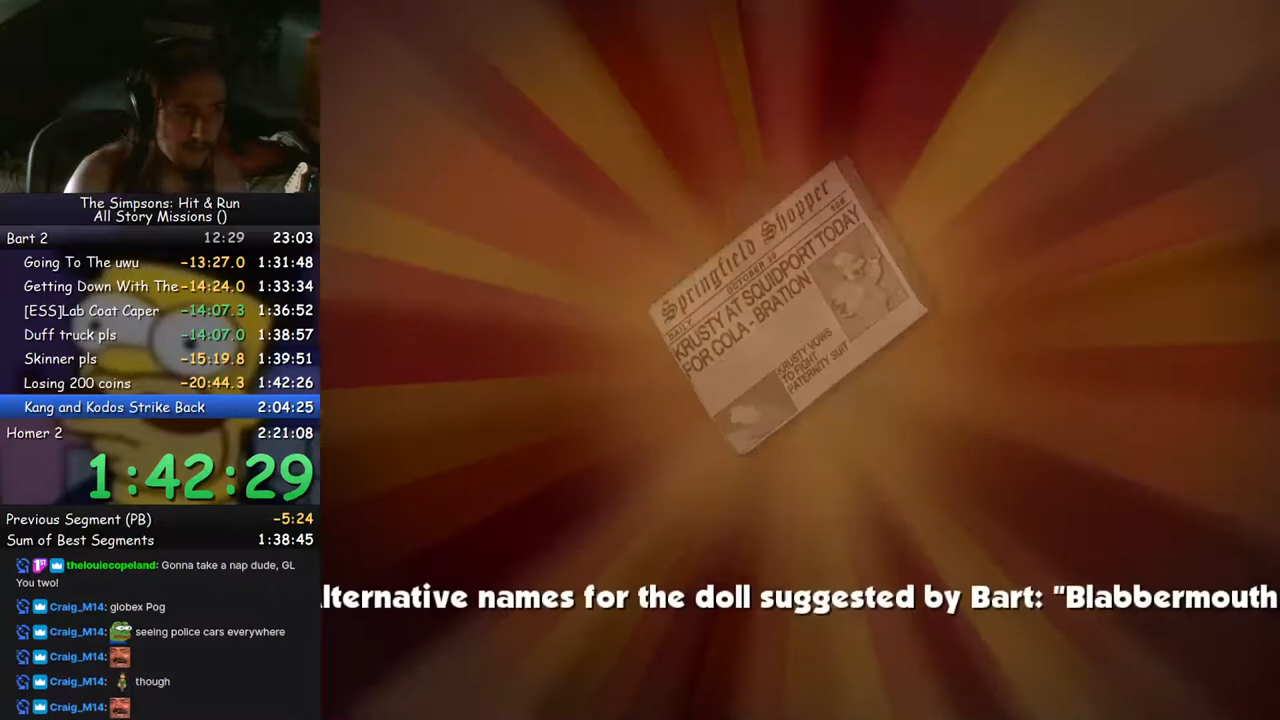 The Simpsons: Hit & Run
All Story Missions ()
Bart 2 12:29 23:03
Going To The uwu -13:27.0 1:31:48
Getting Down With The -14:24.0 1:33:34
[ESS]Lab Coat Caper -14:07.3 1:36:52
Duff truck pls -14:07.0 1:38:57
Skinner pls -15:19.8 1:39:51
Losing 200 coins -20:44.3 1:42:26
Kang and Kodos Strike Back 2:04:25
Homer 2 2:21:08
1:42:29
Previous Segment (PB) -5:24
Sum of Best Segments 1:38:45
thelouiecopeland: Gonna take a nap dude, GL
You two!
Craig_M14: globex Pog
Craig_M14: seeing police cars everywhere
Craig_M14:
Craig_M14: though
Craig_M14:
Springfield Shopper
DAILY OCTOBER 30
KRUSTY AT SQUIDPORT TODAY
FOR COLA - BRATION
KRUSTY VOWS
TO FIGHT
PATERNITY SUIT
lternative names for the doll suggested by Bart: "Blabbermouth